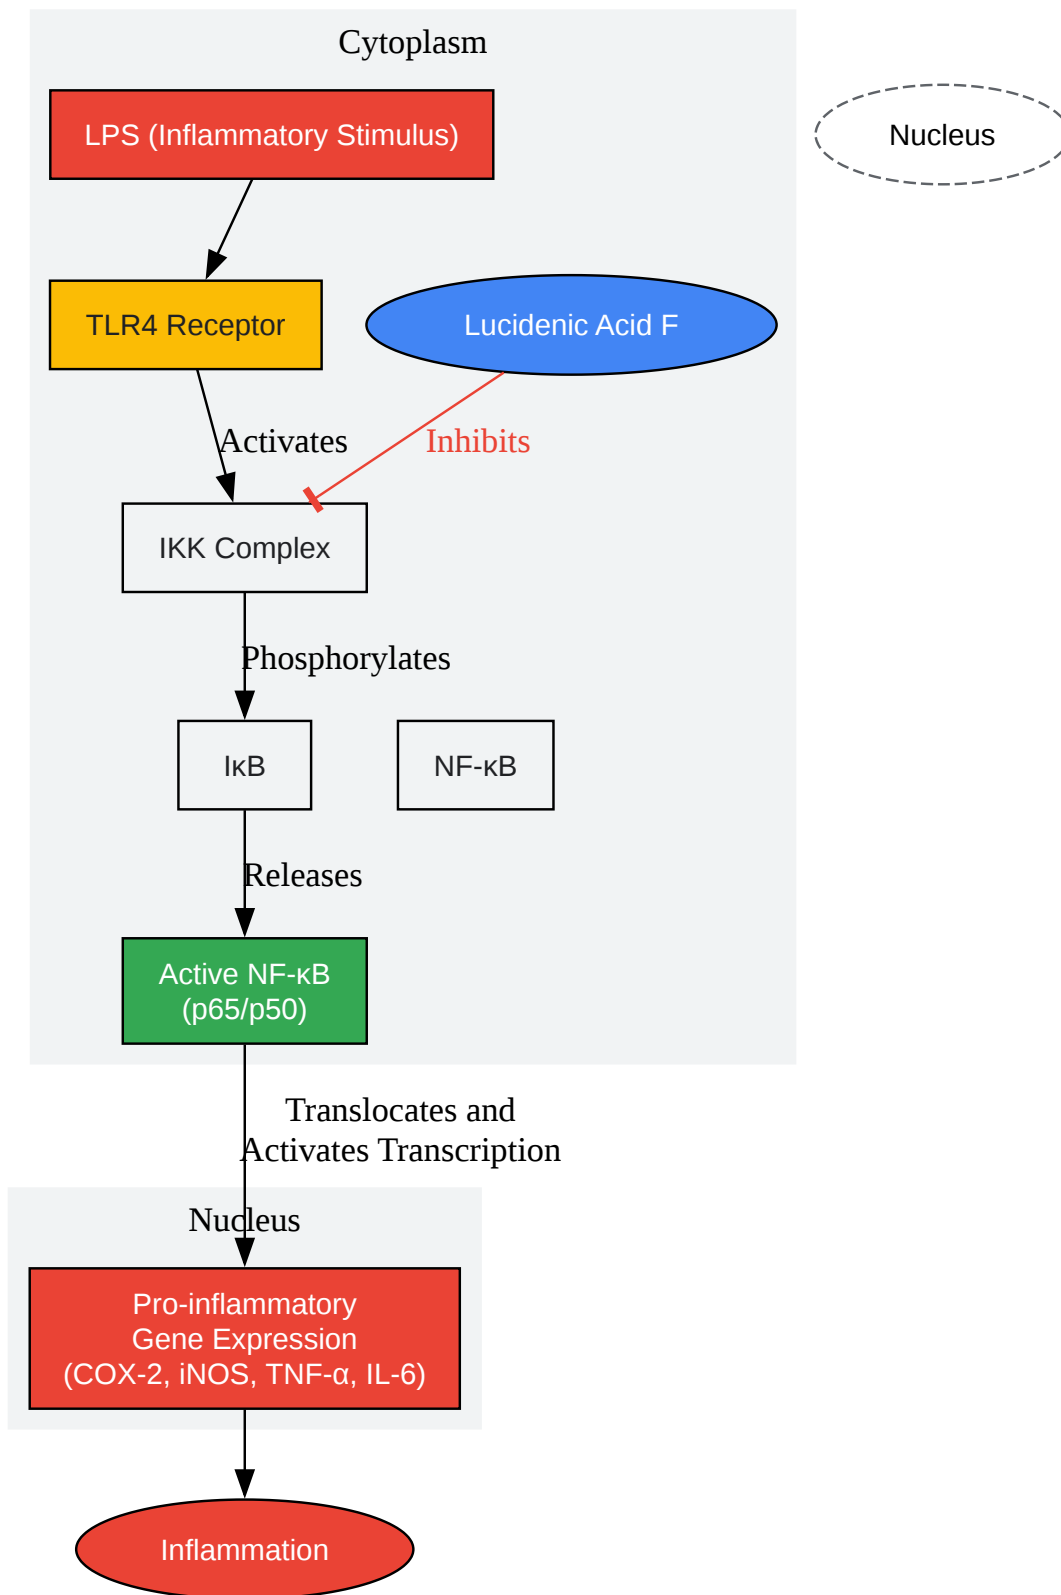 Cytoplasm
LPS (Inflammatory Stimulus)
Nucleus
TLR4 Receptor
Lucidenic Acid F
Activates
Inhibits
IKK Complex
Phosphorylates
IκB
NF-κB
Releases
Active NF-κB
(p65/p50)
Translocates and
Activates Transcription
Nucleus
Pro-inflammatory
Gene Expression
(COX-2, iNOS, TNF-α, IL-6)
Inflammation